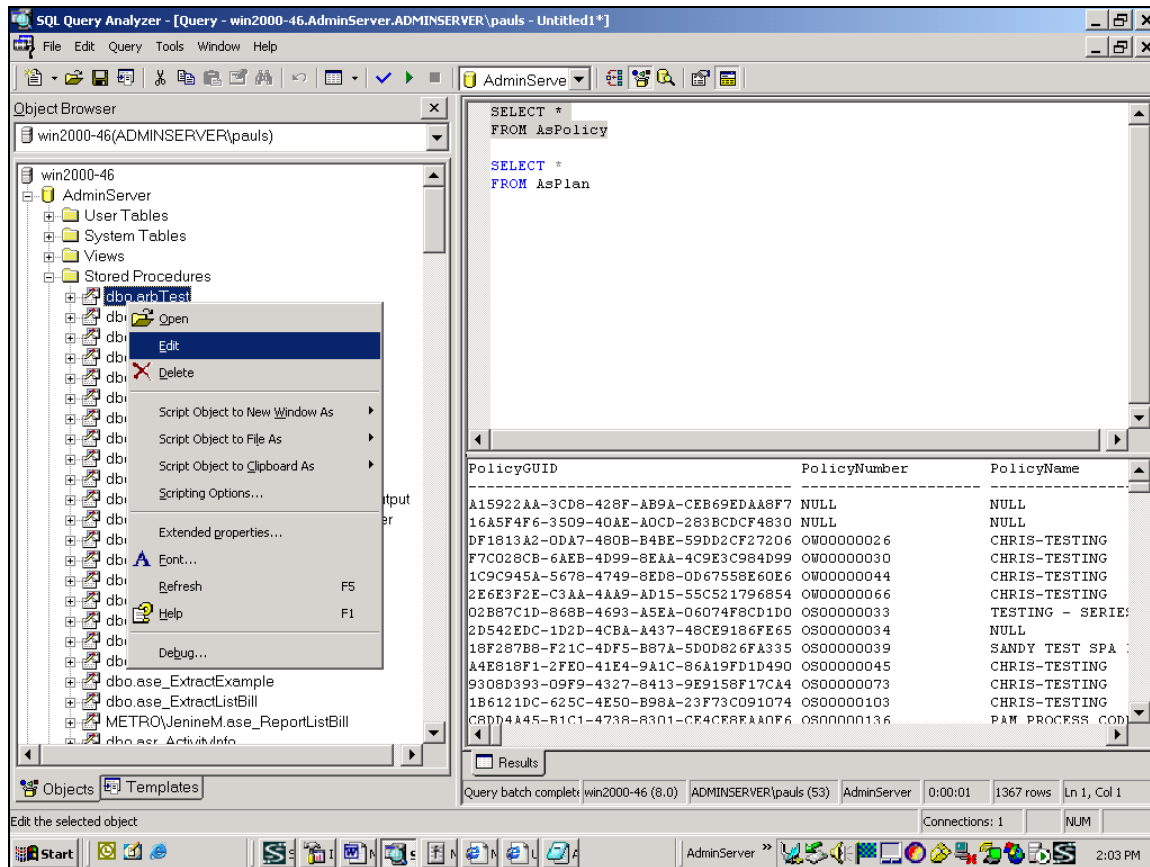 SQL Query Analyzer - [Query - win2000-46.AdminServer.ADMINSERVER\pauls - Untitled1*]
File Edit Query Tools Window Help
AdminServe
Object Browser
win2000-46(ADMINSERVER\pauls)
win2000-46
AdminServer
User Tables
System Tables
Views
Stored Procedures
dbo.arbTest
Open
Edit
Delete
Script Object to New Window As
Script Object to File As
Script Object to Clipboard As
Scripting Options...
Extended properties...
Font...
Refresh F5
Help F1
Debug...
dbo.ase_ExtractExample
dbo.ase_ExtractListBill
METRO\JenineM.ase_ReportListBill
dbo.asr_ActivityInfo
Objects Templates
SELECT *
FROM AsPolicy
SELECT *
FROM AsPlan
PolicyGUID PolicyNumber PolicyName
A15922AA-3CD8-428F-AB9A-CEB69EDAA8F7 NULL NULL
16A5F4F6-3509-40AE-A0CD-283BCDCF4830 NULL NULL
DF1813A2-0DA7-480B-B4BE-59DD2CF27206 OW00000026 CHRIS-TESTING
F7C028CB-6AEB-4D99-8EAA-4C9E3C984D99 OW00000030 CHRIS-TESTING
1C9C945A-5678-4749-8ED8-0D67558E60E6 OW00000044 CHRIS-TESTING
2E6E3F2E-C3AA-4AA9-AD15-55C521796854 OW00000066 CHRIS-TESTING
02B87C1D-868B-4693-A5EA-06074F8CD1D0 OS00000033 TESTING - SERIES
2D542EDC-1D2D-4CBA-A437-48CE9186FE65 OS00000034 NULL
18F287B8-F21C-4DF5-B87A-5D0D826FA335 OS00000039 SANDY TEST SPA
A4E818F1-2FE0-41E4-9A1C-86A19FD1D490 OS00000045 CHRIS-TESTING
9308D393-09F9-4327-8413-9E9158F17CA4 OS00000073 CHRIS-TESTING
1B6121DC-625C-4E50-B98A-23F73C091074 OS00000103 CHRIS-TESTING
C8DD4A45-B1C1-4738-8301-CE4CE8EAA0F6 OS00000136 PAM PROCESS COD
Results
Query batch complete win2000-46 (8.0) ADMINSERVER\pauls (53) AdminServer 0:00:01 1367 rows Ln 1, Col 1
Edit the selected object Connections: 1 NUM
Start AdminServer » 2:03 PM